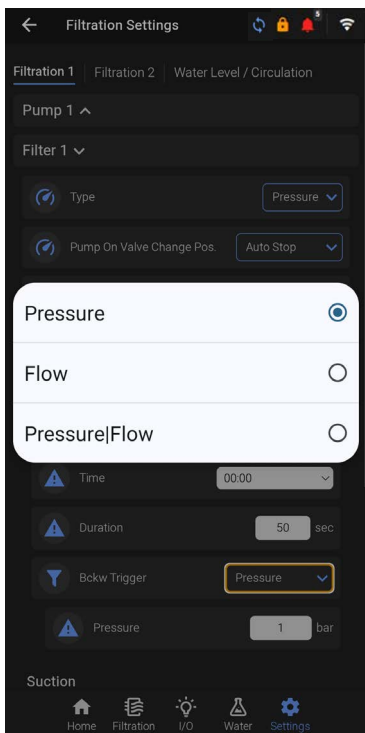 Filtration Settings
5
Filtration 1 Filtration 2 Water Level / Circulation
Pump 1
Filter 1
Type Pressure
Pump On Valve Change Pos. Auto Stop
Pressure
Flow
Pressure|Flow
Time 00:00
Duration 50 sec
Bckw Trigger Pressure
Pressure 1 bar
Suction
Home Filtration I/O Water Settings